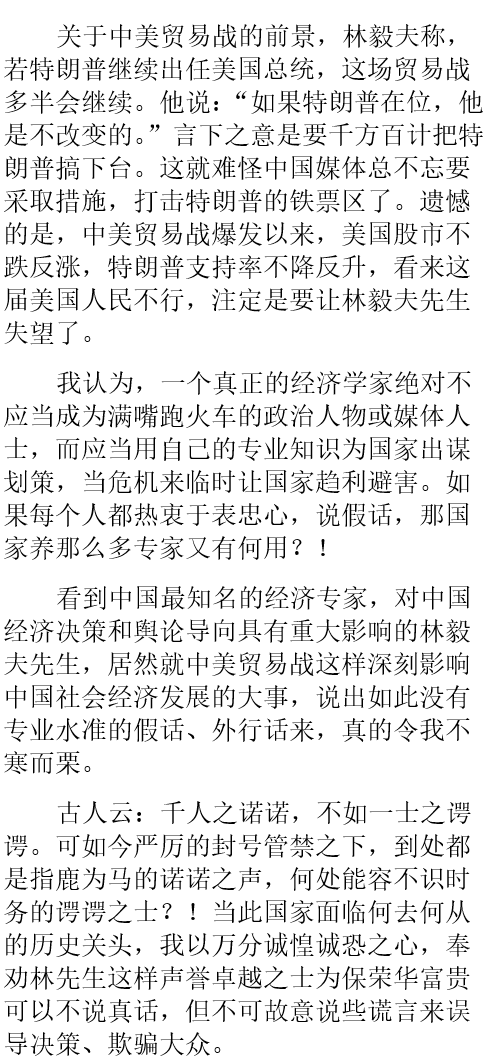 关于中美贸易战的前景，林毅夫称，
若特朗普继续出任美国总统，这场贸易战
多半会继续。他说：“如果特朗普在位，他
是不改变的。”言下之意是要千方百计把特
朗普搞下台。这就难怪中国媒体总不忘要
采取措施，打击特朗普的铁票区了。遗憾
的是，中美贸易战爆发以来，美国股市不
跌反涨，特朗普支持率不降反升，看来这
届美国人民不行，注定是要让林毅夫先生
失望了。
我认为，一个真正的经济学家绝对不
应当成为满嘴跑火车的政治人物或媒体人
士，而应当用自己的专业知识为国家出谋
划策，当危机来临时让国家趋利避害。如
果每个人都热衷于表忠心，说假话，那国
家养那么多专家又有何用？！
看到中国最知名的经济专家，对中国
经济决策和舆论导向具有重大影响的林毅
夫先生，居然就中美贸易战这样深刻影响
中国社会经济发展的大事，说出如此没有
专业水准的假话、外行话来，真的令我不
寒而栗。
古人云：千人之诺诺，不如一士之谔
谔。可如今严厉的封号管禁之下，到处都
是指鹿为马的诺诺之声，何处能容不识时
务的谔谔之士？！当此国家面临何去何从
的历史关头，我以万分诚惶诚恐之心，奉
劝林先生这样声誉卓越之士为保荣华富贵
可以不说真话，但不可故意说些谎言来误
导决策、欺骗大众。